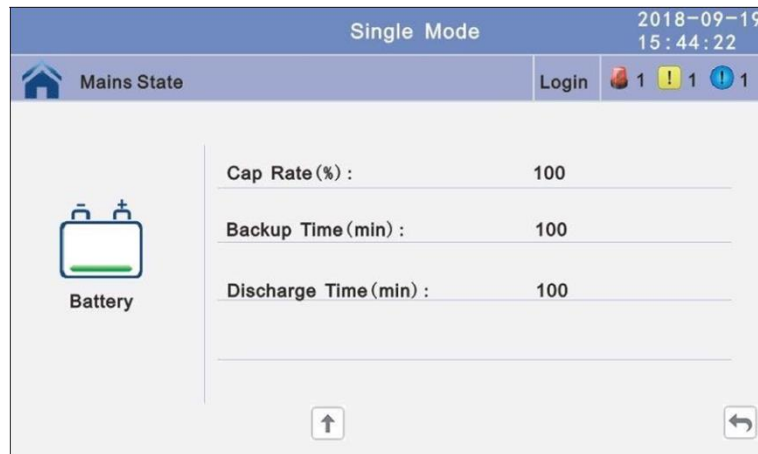 Single Mode
2018-09-19
15:44:22
Mains State
Login
1
! 1
! 1
Cap Rate(%): 100
Backup Time(min): 100
Battery
Discharge Time(min): 100